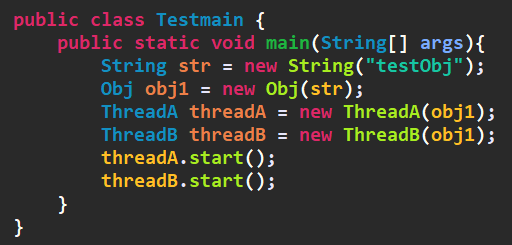 public class Testmain {
    public static void main(String[] args){
        String str = new String("testObj");
        Obj obj1 = new Obj(str);
        ThreadA threadA = new ThreadA(obj1);
        ThreadB threadB = new ThreadB(obj1);
        threadA.start();
        threadB.start();
    }
}